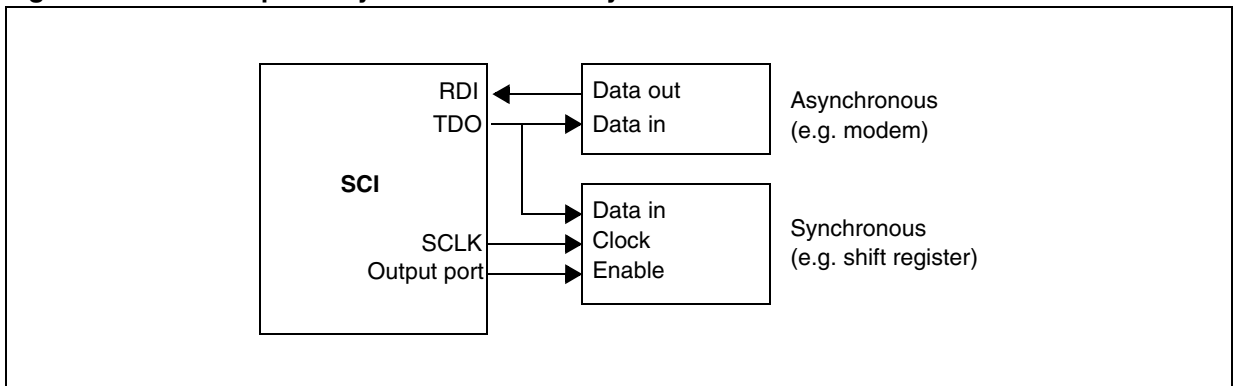 RDI
TDO
SCI
SCLK
Output port
Data out
Data in
Asynchronous
(e.g. modem)
Data in
Clock
Enable
Synchronous
(e.g. shift register)